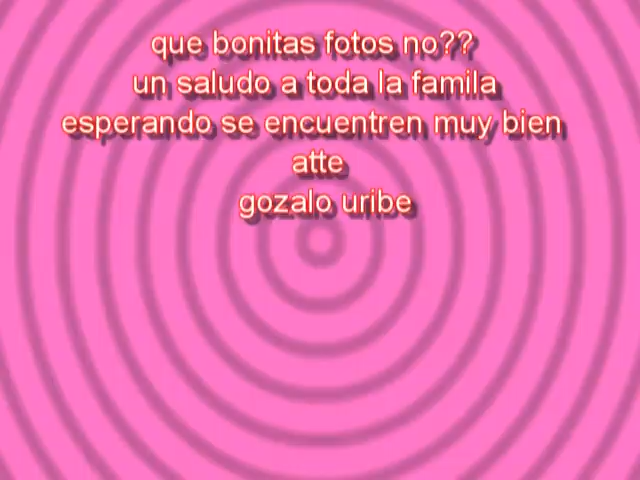 que bonitas fotos no??
un saludo a toda la famila
esperando se encuentren muy bien
atte
gozalo uribe